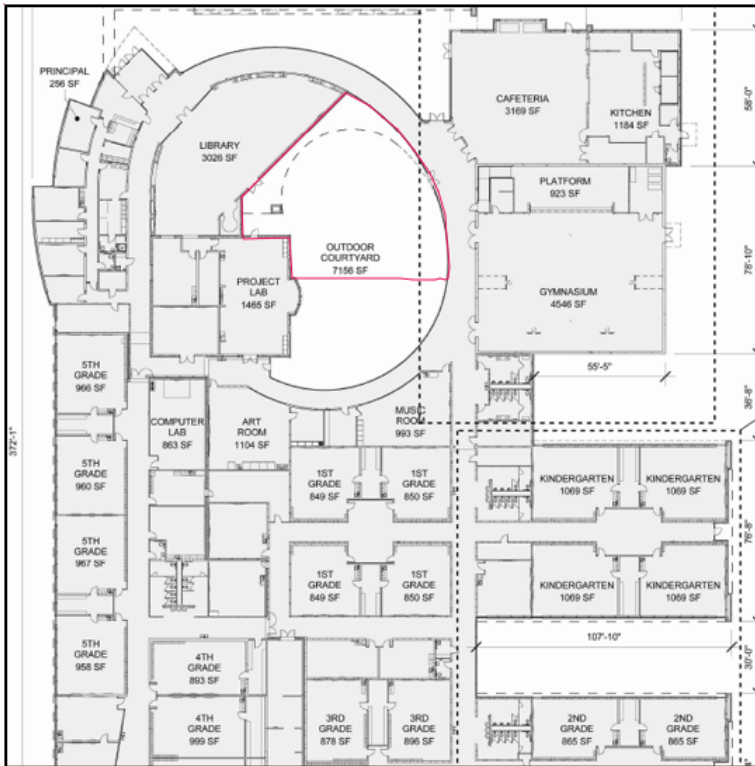 PRINCIPAL
256 SF
LIBRARY
3026 SF
CAFETERIA
3169 SF
KITCHEN
1184 SF
58'-0"
PLATFORM
923 SF
OUTDOOR
COURTYARD
7156 SF
PROJECT
LAB
1465 SF
GYMNASIUM
4546 SF
78'-10"
55'-5"
36'-8"
5TH
GRADE
966 SF
COMPUTER
LAB
863 SF
ART
ROOM
1104 SF
MUSIC
ROOM
993 SF
372'-1"
5TH
GRADE
960 SF
1ST
GRADE
849 SF
1ST
GRADE
850 SF
KINDERGARTEN
1069 SF
KINDERGARTEN
1069 SF
76'-8"
5TH
GRADE
967 SF
1ST
GRADE
849 SF
1ST
GRADE
850 SF
KINDERGARTEN
1069 SF
KINDERGARTEN
1069 SF
107'-10"
5TH
GRADE
958 SF
4TH
GRADE
893 SF
30'-0"
4TH
GRADE
999 SF
3RD
GRADE
878 SF
3RD
GRADE
896 SF
2ND
GRADE
865 SF
2ND
GRADE
865 SF